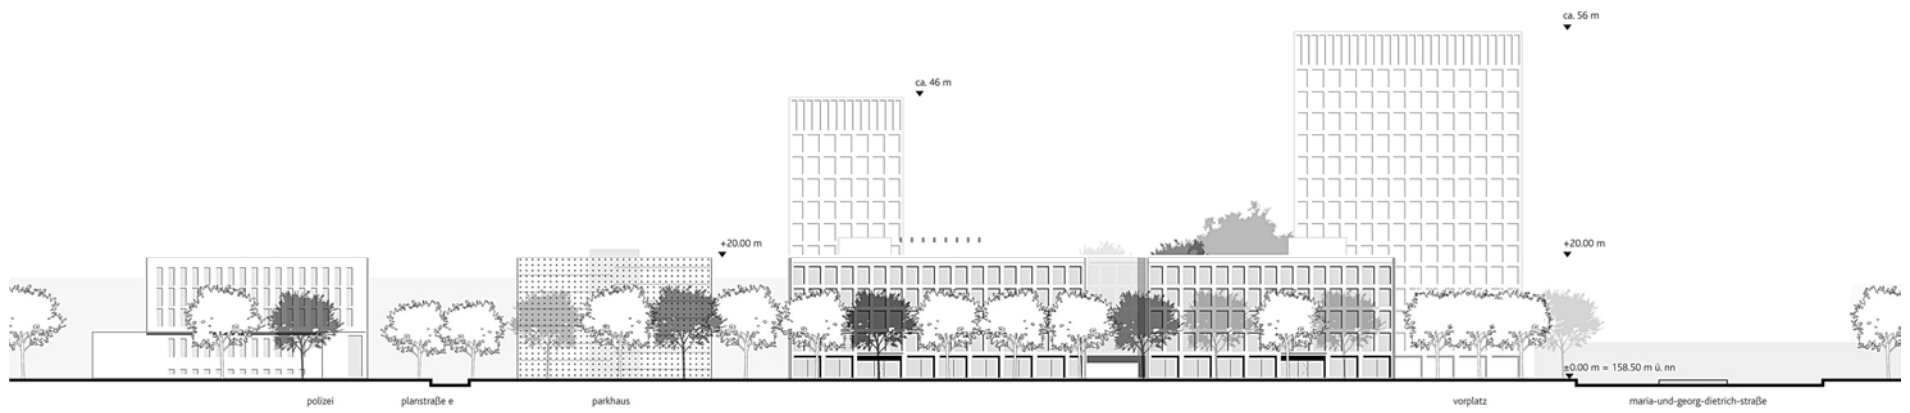 ca. 56 m
ca. 46 m
+20.00 m
+20.00 m
±0.00 m = 158.50 m ü. nn
polizei
planstraße e
parkhaus
vorplatz
maria-und-georg-dietrich-straße